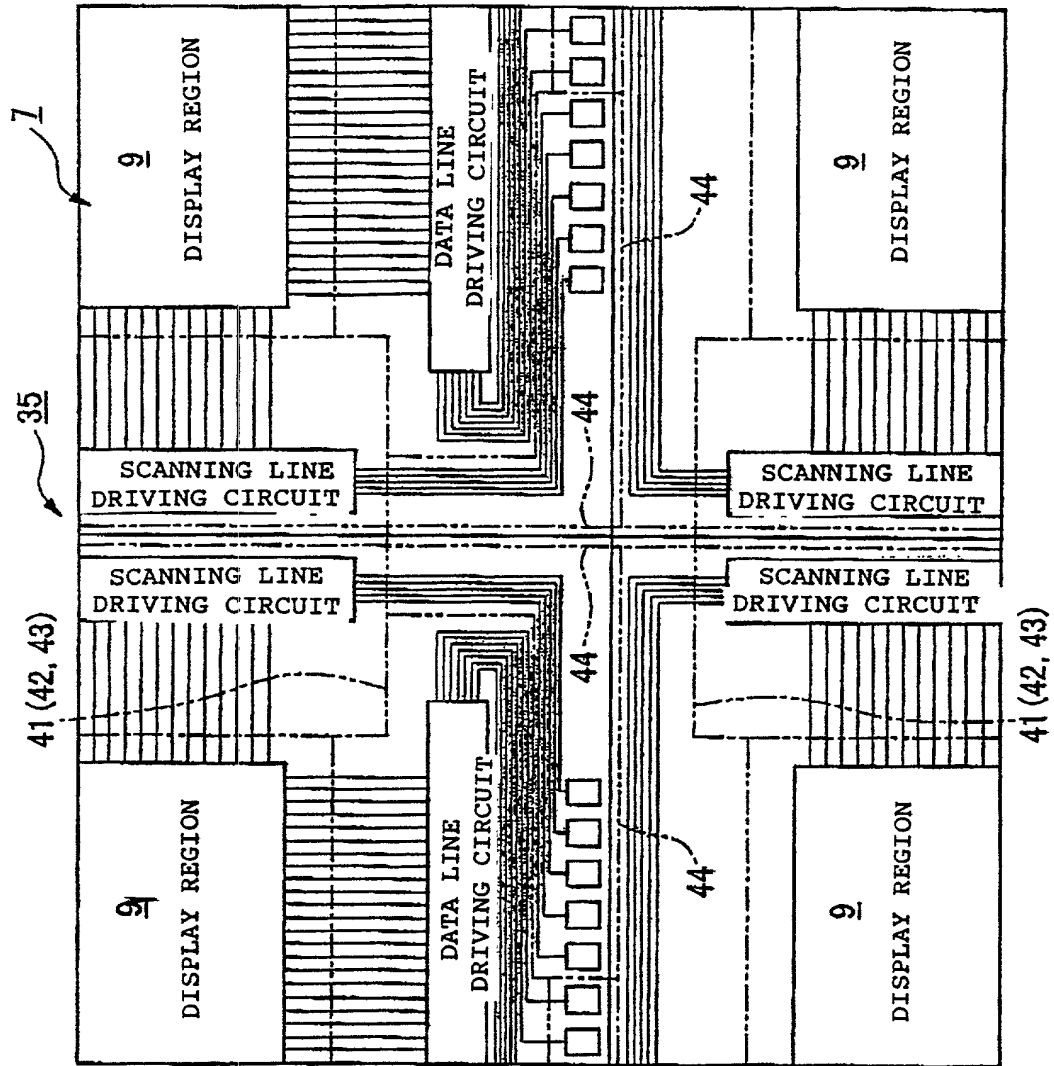 7
35
9
DISPLAY REGION
DATA LINE
DRIVING CIRCUIT
44
9
DISPLAY REGION
SCANNING LINE
DRIVING CIRCUIT
44
SCANNING LINE
DRIVING CIRCUIT
SCANNING LINE
DRIVING CIRCUIT
44
SCANNING LINE
DRIVING CIRCUIT
41 (42, 43)
41 (42, 43)
9
DISPLAY REGION
DATA LINE
DRIVING CIRCUIT
44
9
DISPLAY REGION